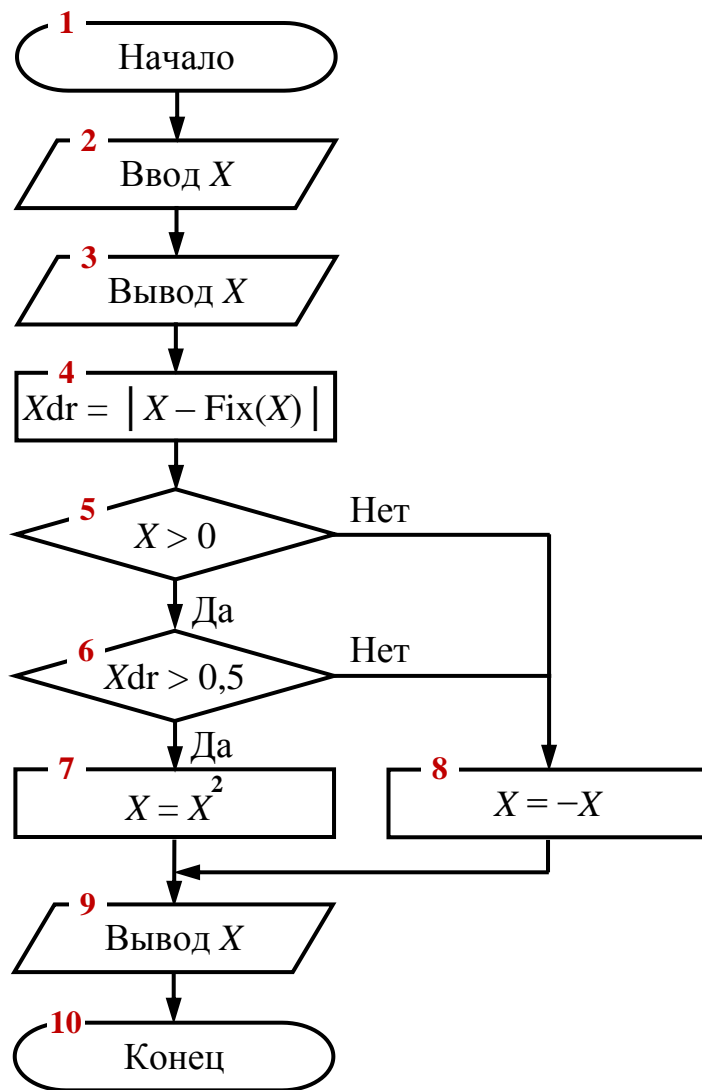 1
Начало
2
Ввод X
3
Вывод X
4
Xdr = | X – Fix(X) |
5
X > 0
Нет
Да
6
Xdr > 0,5
Нет
Да
7
X = X²
8
X = –X
9
Вывод X
10
Конец